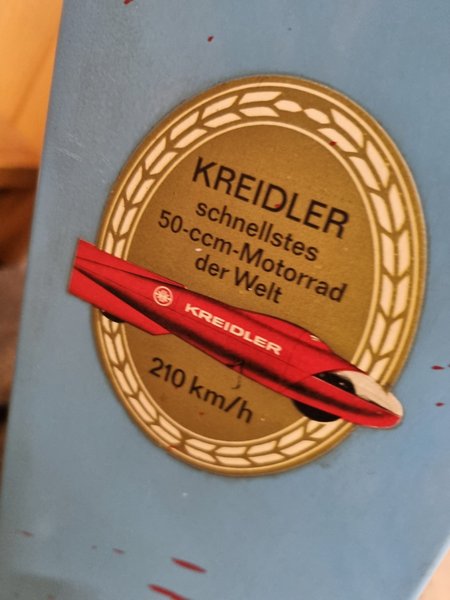 KREIDLER
schnellstes
50-ccm-Motorrad
der Welt
KREIDLER
210 km/h